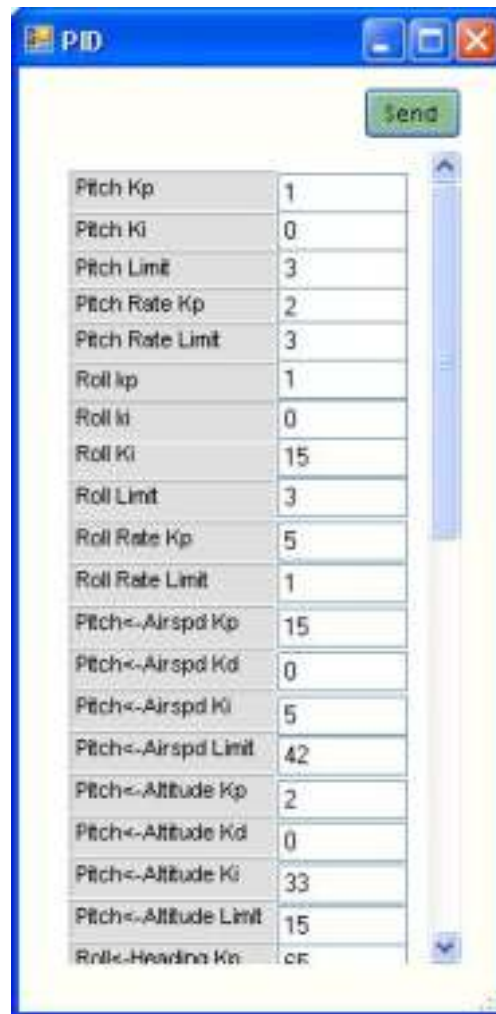 PID
Send
Pitch Kp 1
Pitch Ki 0
Pitch Limit 3
Pitch Rate Kp 2
Pitch Rate Limit 3
Roll kp 1
Roll ki 0
Roll Ki 15
Roll Limit 3
Roll Rate Kp 5
Roll Rate Limit 1
Pitch<-Airspd Kp 15
Pitch<-Airspd Kd 0
Pitch<-Airspd Ki 5
Pitch<-Airspd Limit 42
Pitch<-Altitude Kp 2
Pitch<-Altitude Kd 0
Pitch<-Altitude Ki 33
Pitch<-Altitude Limit 15
Roll<-Heading Kp